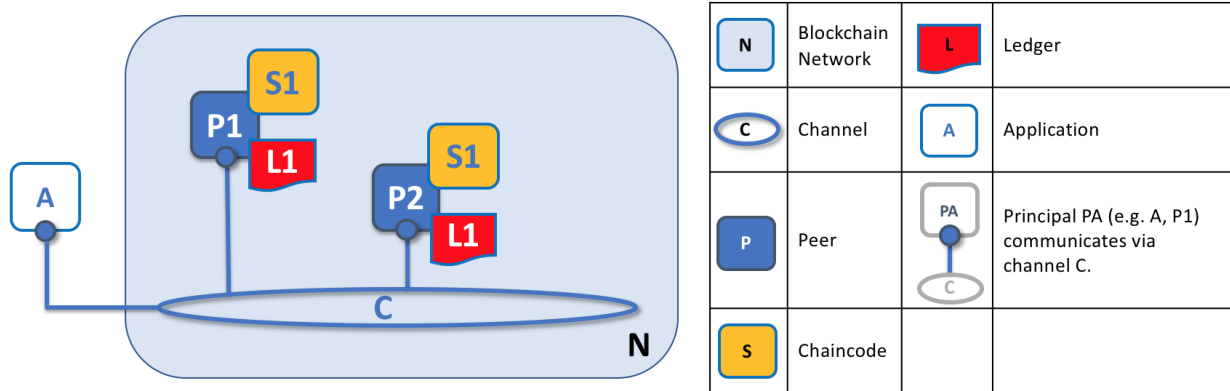 S1
P1
L1
S1
P2
L1
A
C
N
N
Blockchain
Network
L
Ledger
C
Channel
A
Application
P
Peer
PA
C
Principal PA (e.g. A, P1)
communicates via
channel C.
S
Chaincode